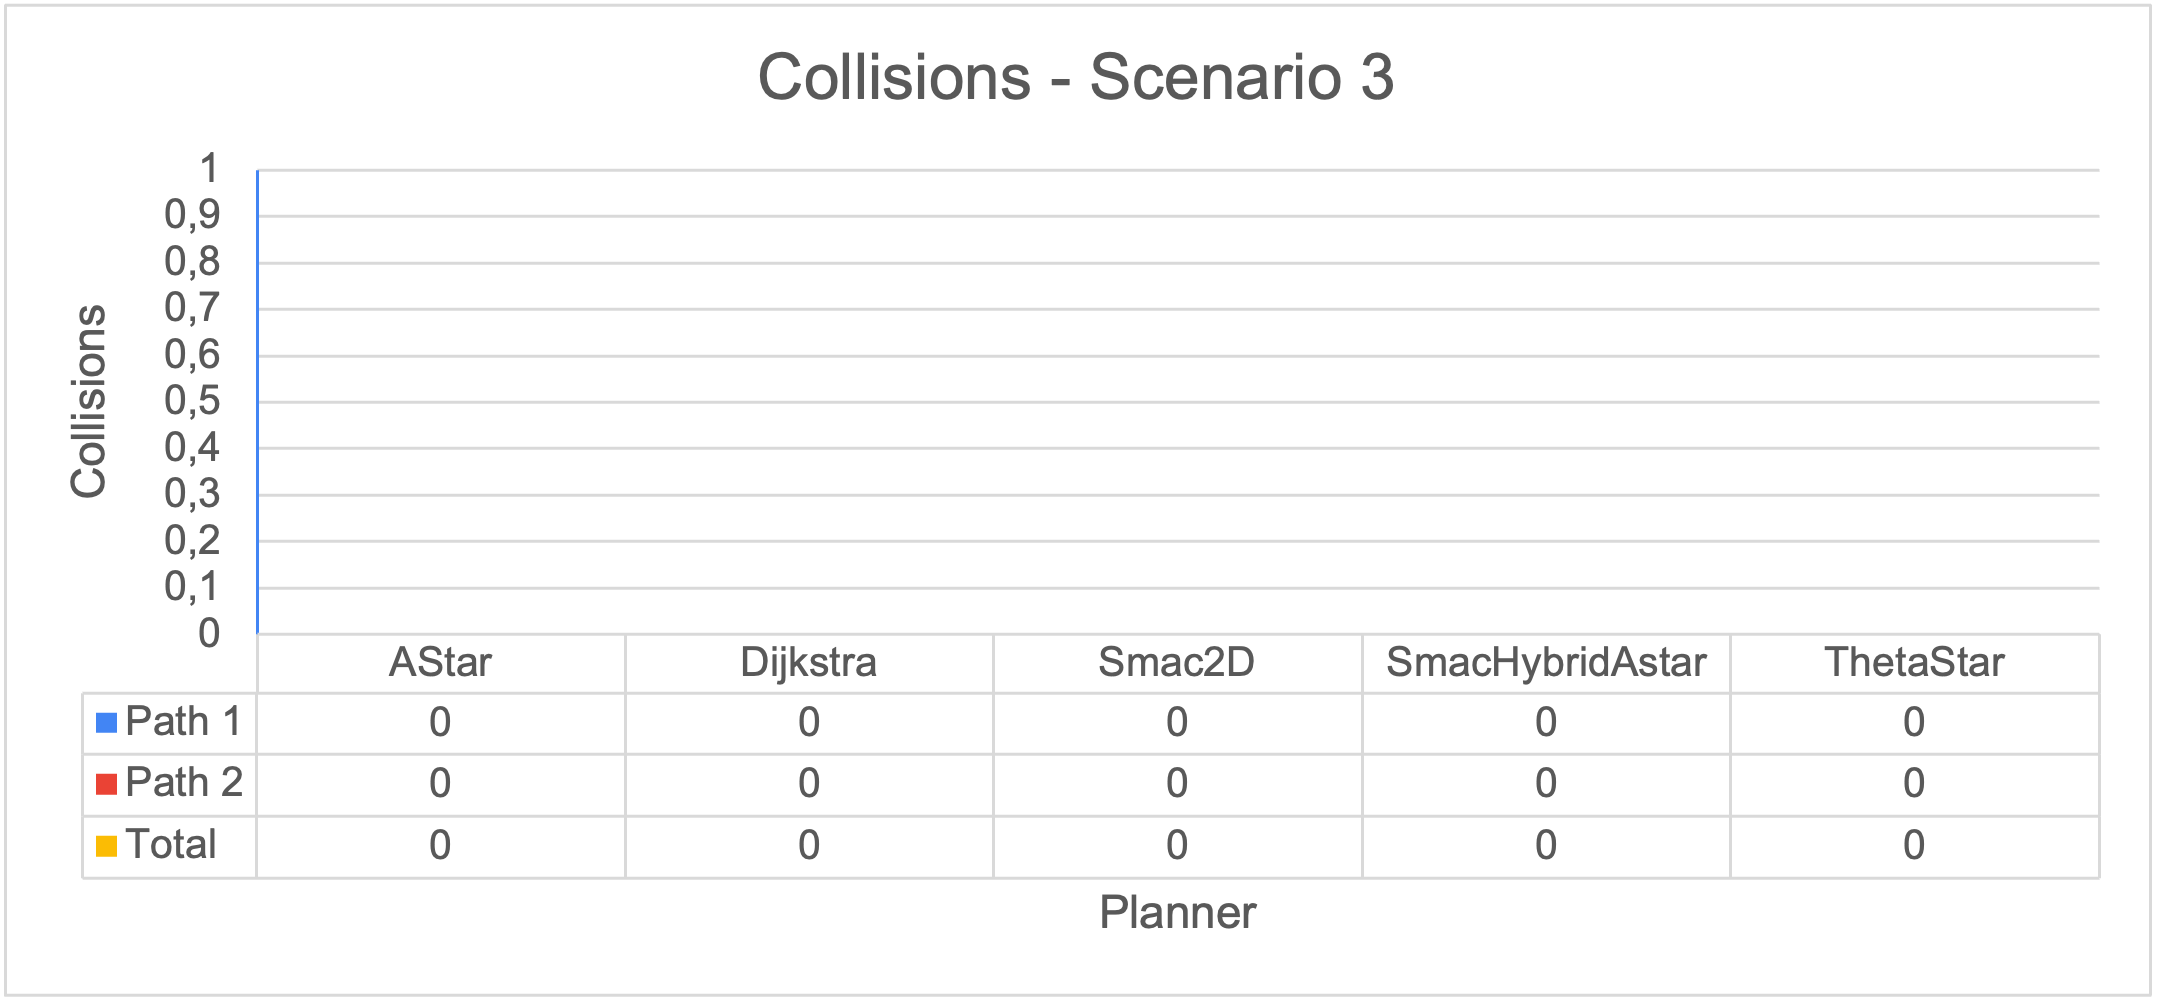 Collisions - Scenario 3
Collisions
1
0,9
0,8
0,7
0,6
0,5
0,4
0,3
0,2
0,1
0
AStar Dijkstra Smac2D SmacHybridAstar ThetaStar
Path 1 0 0 0 0 0
Path 2 0 0 0 0 0
Total 0 0 0 0 0
Planner